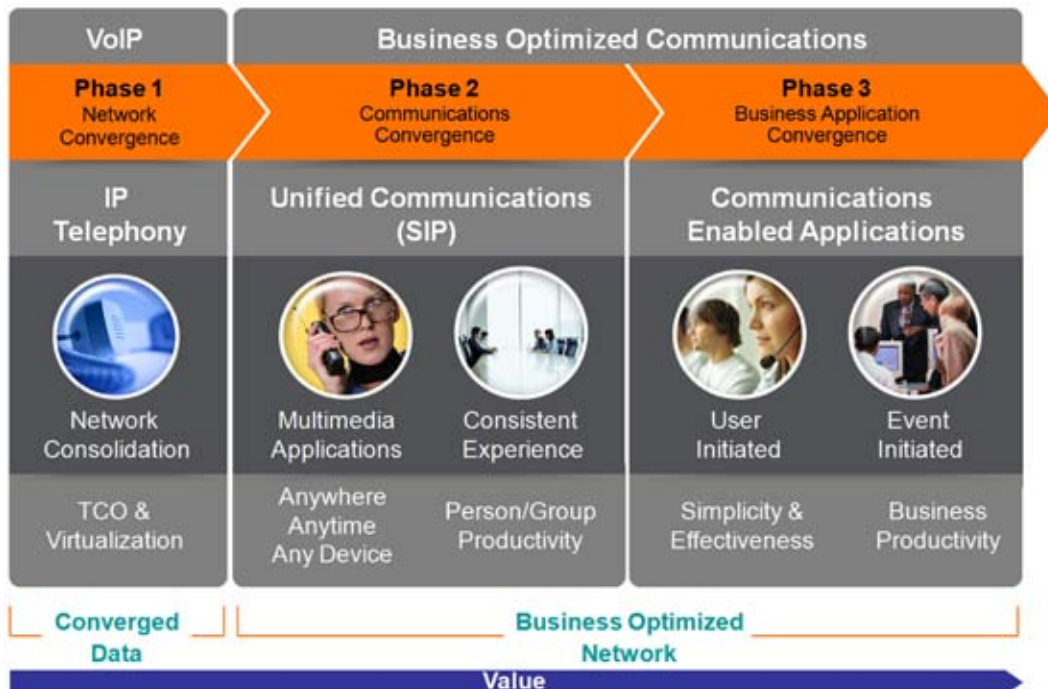 VoIP
Business Optimized Communications
Phase 1
Network
Convergence
Phase 2
Communications
Convergence
Phase 3
Business Application
Convergence
IP
Telephony
Unified Communications
(SIP)
Communications
Enabled Applications
Network
Consolidation
Multimedia
Applications
Consistent
Experience
User
Initiated
Event
Initiated
TCO &
Virtualization
Anywhere
Anytime
Any Device
Person/Group
Productivity
Simplicity &
Effectiveness
Business
Productivity
Converged
Data
Business Optimized
Network
Value